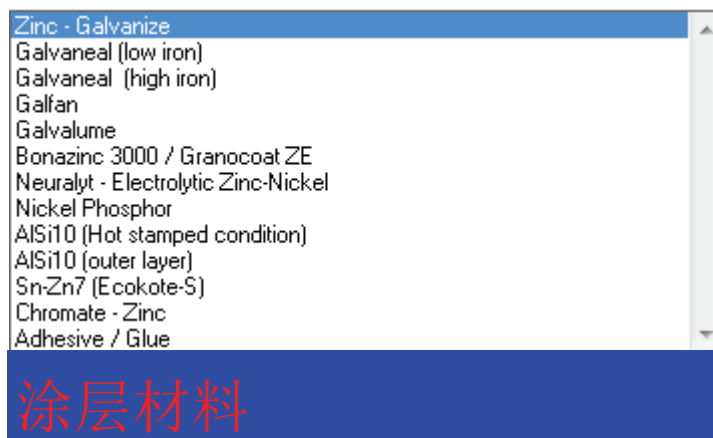 Zinc - Galvanize
Galvaneal (low iron)
Galvaneal  (high iron)
Galfan
Galvalume
Bonazinc 3000 / Granocoat ZE
Neuralyt - Electrolytic Zinc-Nickel
Nickel Phosphor
AlSi10 (Hot stamped condition)
AlSi10 (outer layer)
Sn-Zn7 (Ecokote-S)
Chromate - Zinc
Adhesive / Glue
涂层材料